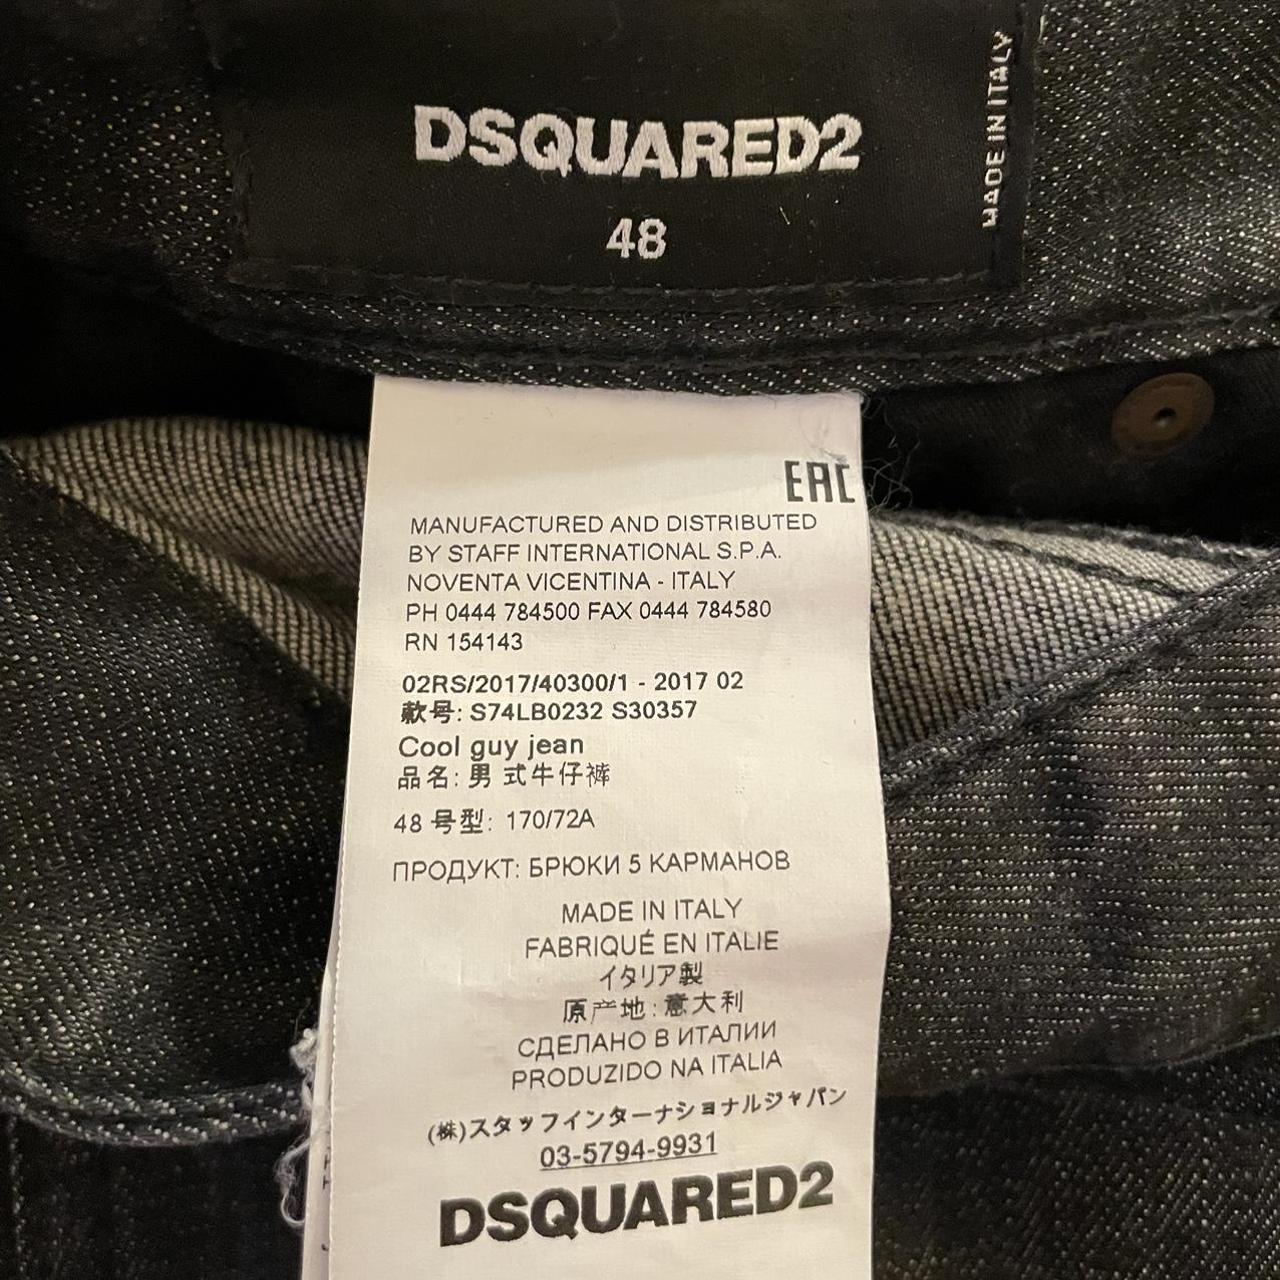 DSQUARED2
48
MADE IN ITALY
EAC
MANUFACTURED AND DISTRIBUTED
BY STAFF INTERNATIONAL S.P.A.
NOVENTA VICENTINA - ITALY
PH 0444 784500 FAX 0444 784580
RN 154143
02RS/2017/40300/1 - 2017 02
款号: S74LB0232 S30357
Cool guy jean
品名: 男 式牛仔裤
48 号型: 170/72A
ПРОДУКТ: БРЮКИ 5 КАРМАНОВ
MADE IN ITALY
FABRIQUÉ EN ITALIE
イタリア製
原产地: 意大利
СДЕЛАНО В ИТАЛИИ
PRODUZIDO NA ITALIA
(株)スタッフインターナショナルジャパン
03-5794-9931
DSQUARED2